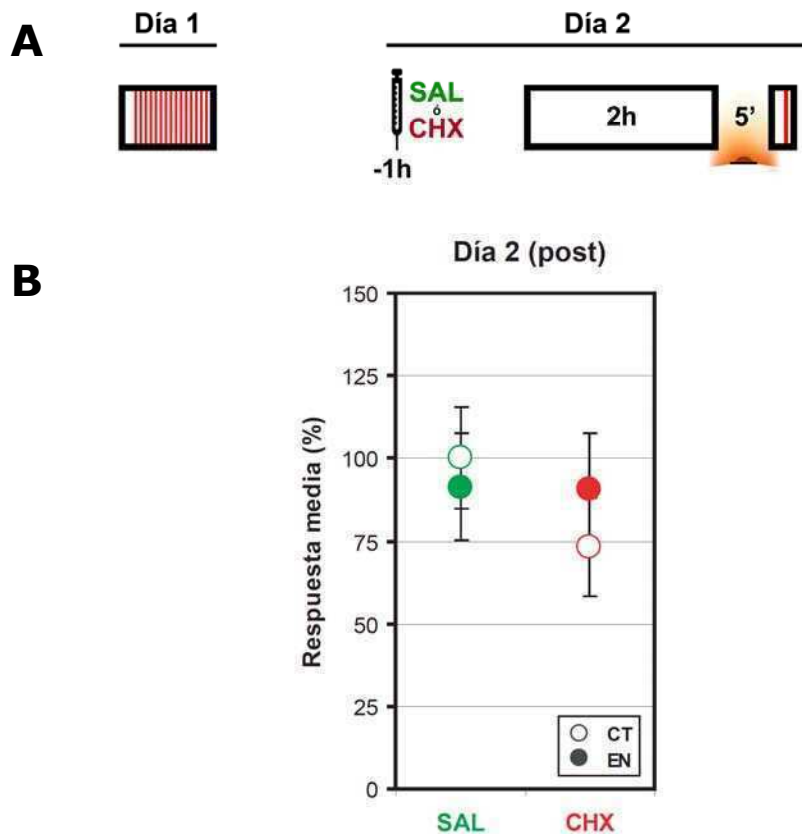 A
Día 1
Día 2
SAL
ó
CHX
-1h
2h
5’
B
Día 2 (post)
Respuesta media (%)
150
125
100
75
50
25
0
CT
EN
SAL
CHX